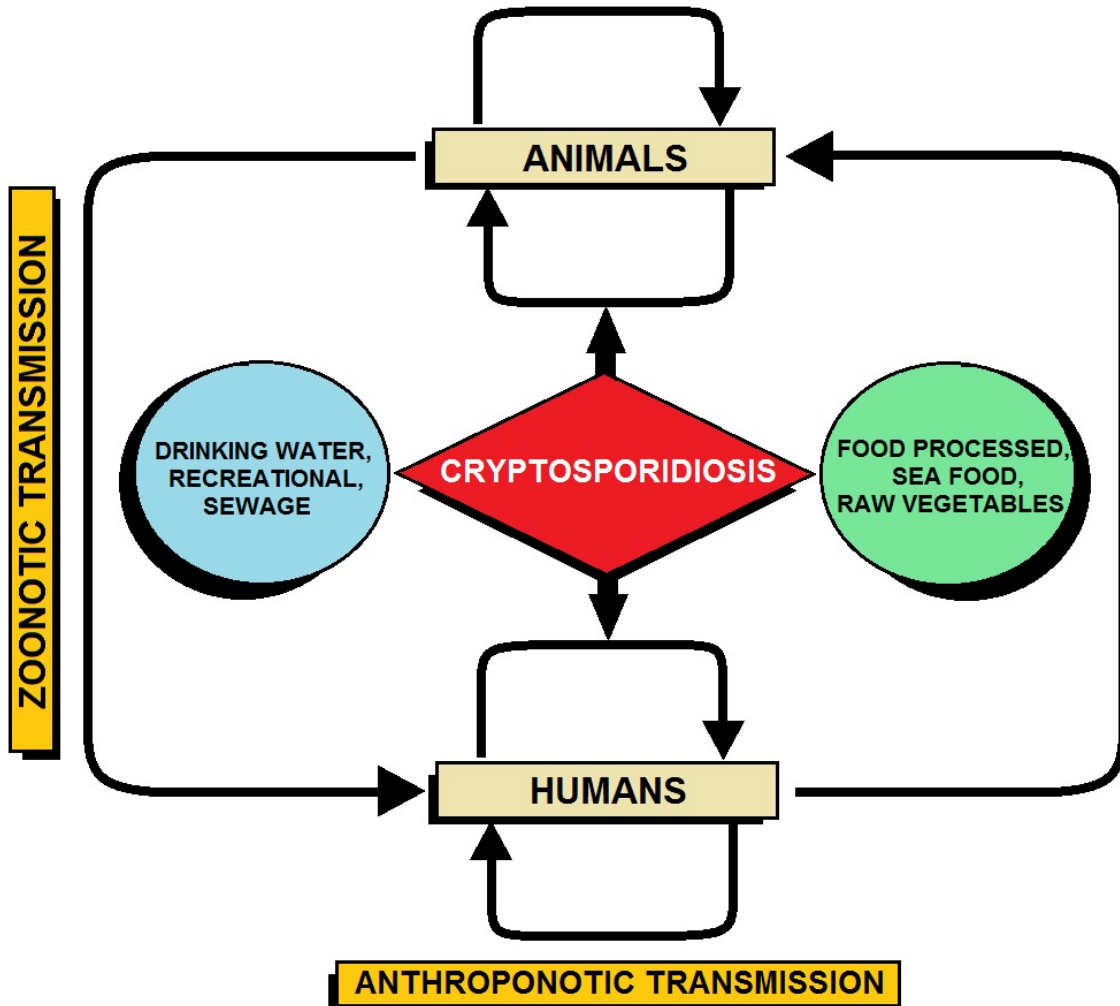 ANIMALS
ZOONOTIC TRANSMISSION
DRINKING WATER,
RECREATIONAL,
SEWAGE
CRYPTOSPORIDIOSIS
FOOD PROCESSED,
SEA FOOD,
RAW VEGETABLES
HUMANS
ANTHROPONOTIC TRANSMISSION